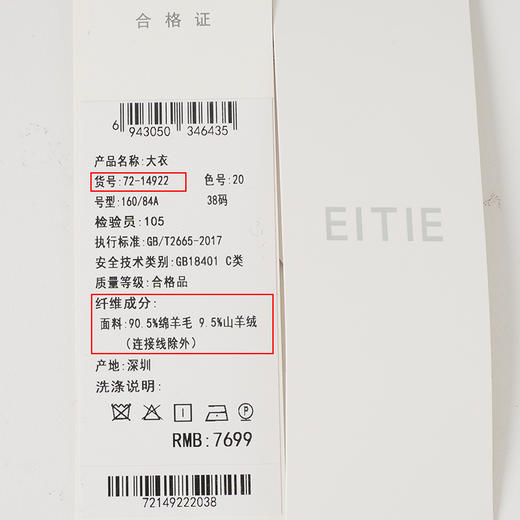 合格证
6 943050 346435
产品名称:大衣
货号:72-14922 色号:20
号型:160/84A 38码
检验员:105
执行标准:GB/T2665-2017
安全技术类别:GB18401 C类
质量等级:合格品
纤维成分:
面料:90.5%绵羊毛 9.5%山羊绒
(连接线除外)
产地:深圳
洗涤说明:
P
RMB:7699
72149222038
EITIE